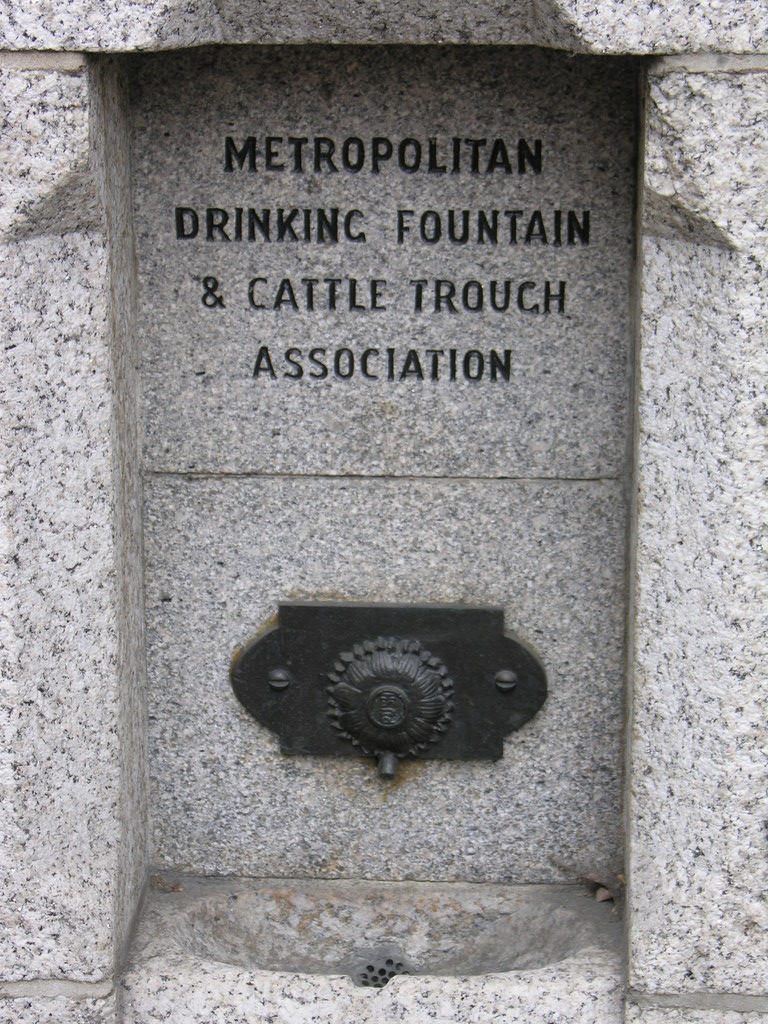 METROPOLITAN
DRINKING FOUNTAIN
& CATTLE TROUGH
ASSOCIATION